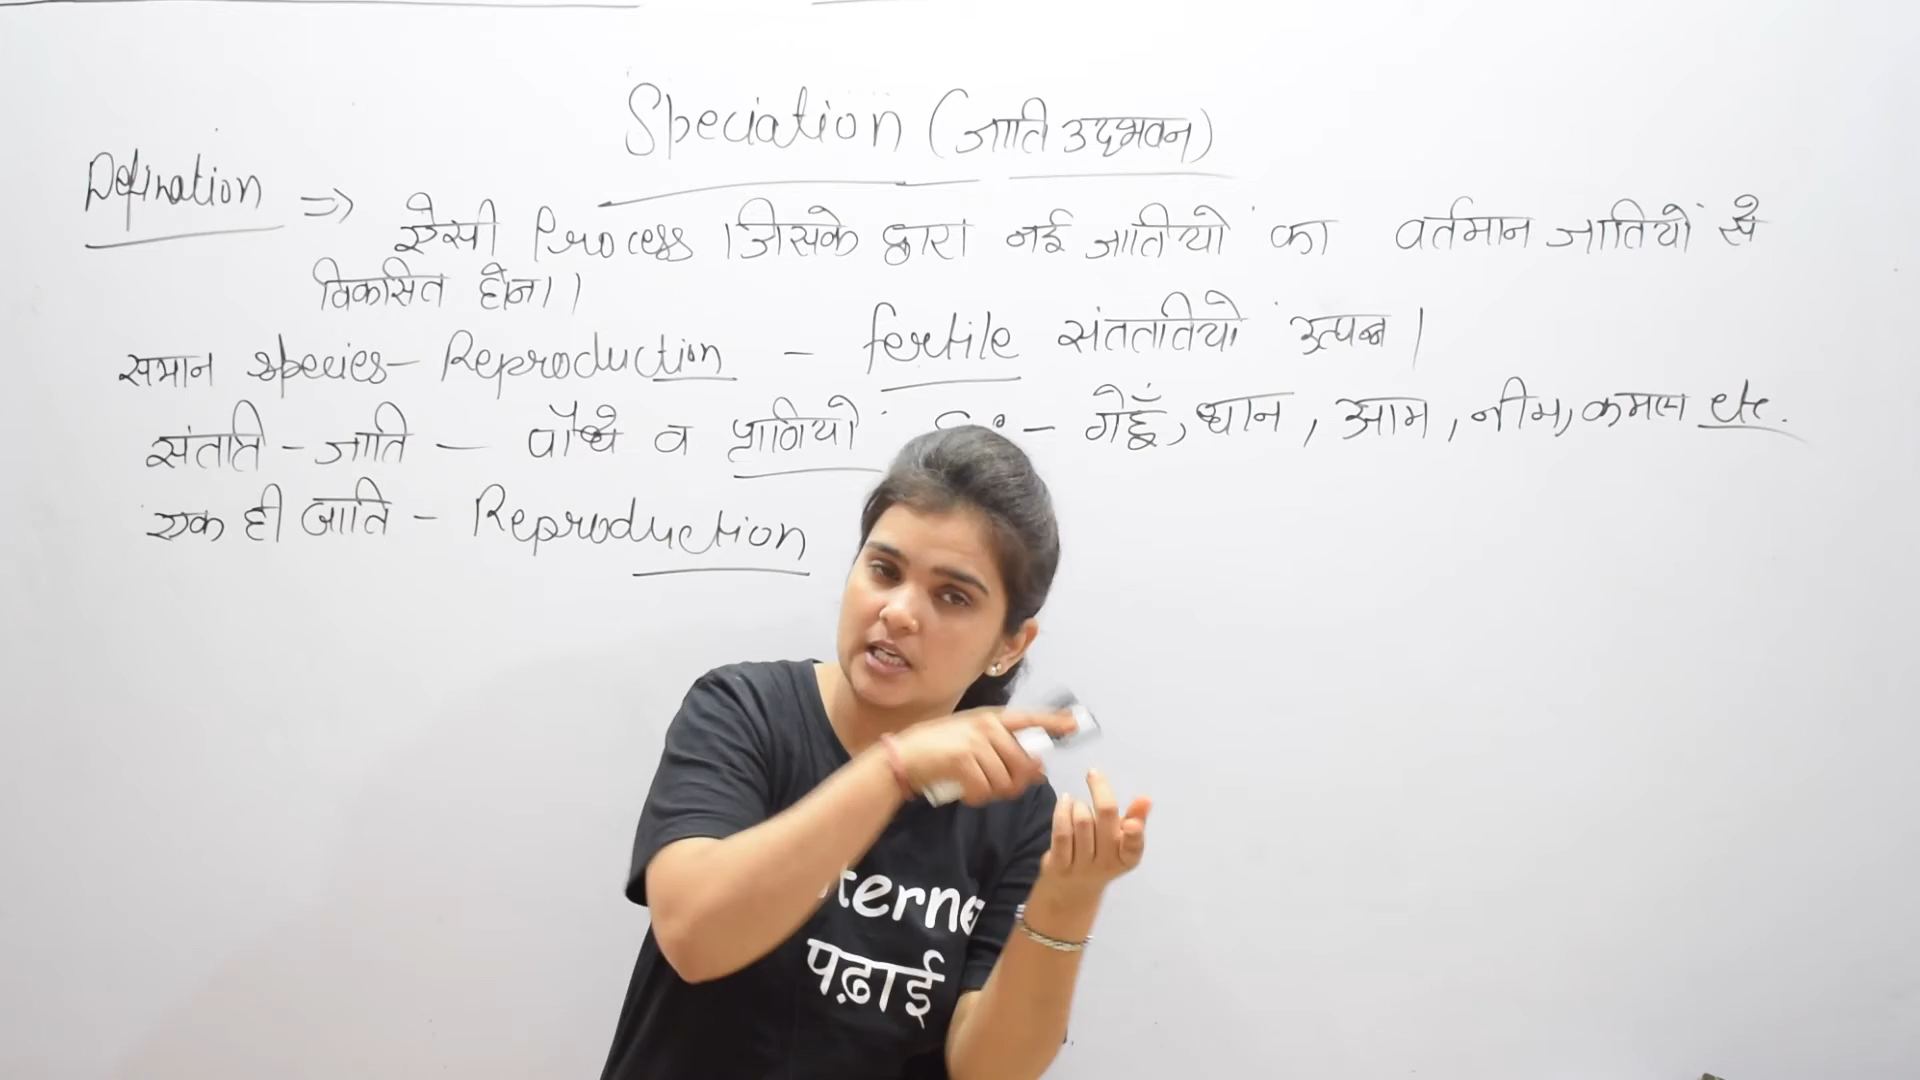 Speciation (जाति उद्भवन)
Defination ⇒ ऐसी Process जिसके द्वारा नई जातियों का वर्तमान जातियों से
विकसित होना।
समान species - Reproduction - fertile संततियो उत्पन्न।
संतति - जाति - पौधे व प्राणियो - गेहूँ, धान, आम, नीम, कमल etc.
एक ही जाति - Reproduction
पढ़ाई